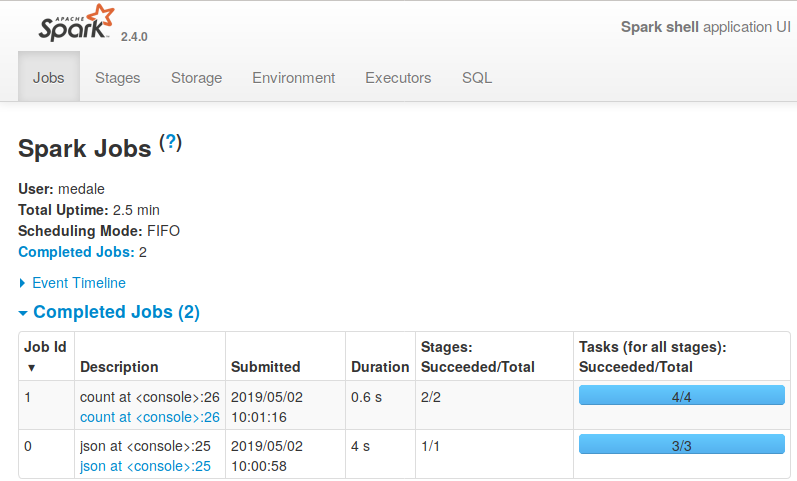 APACHE
Spark 2.4.0
Spark shell application UI
Jobs Stages Storage Environment Executors SQL
Spark Jobs (?)
User: medale
Total Uptime: 2.5 min
Scheduling Mode: FIFO
Completed Jobs: 2
Event Timeline
Completed Jobs (2)
Job Id ▼ Description Submitted Duration Stages: Succeeded/Total Tasks (for all stages): Succeeded/Total
1 count at <console>:26 2019/05/02 0.6 s 2/2 4/4
count at <console>:26 10:01:16
0 json at <console>:25 2019/05/02 4 s 1/1 3/3
json at <console>:25 10:00:58